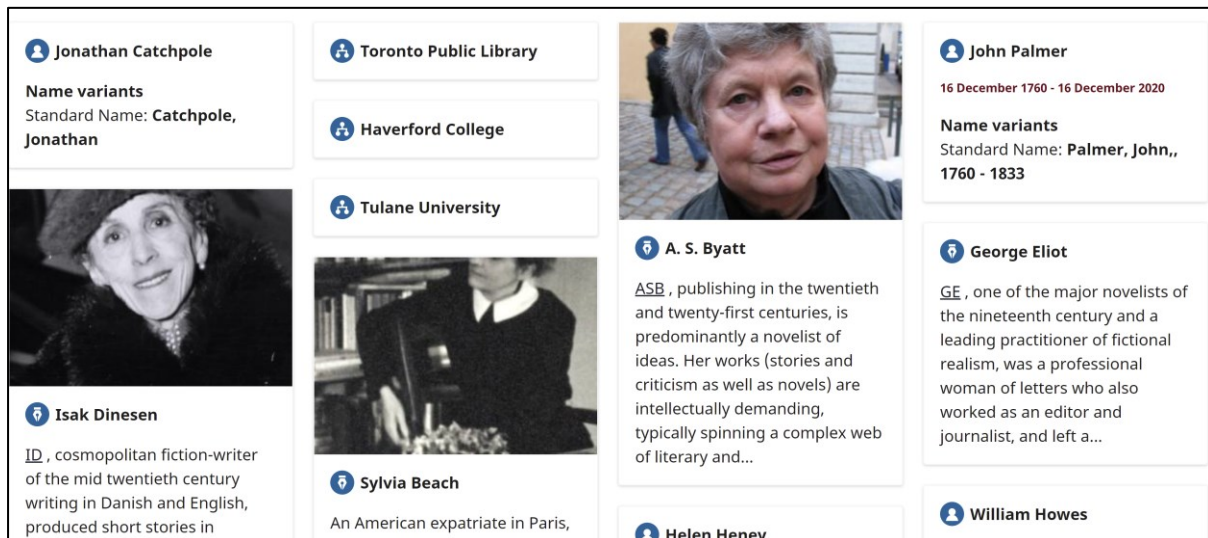 Jonathan Catchpole
Name variants
Standard Name: Catchpole,
Jonathan
Isak Dinesen
ID , cosmopolitan fiction-writer
of the mid twentieth century
writing in Danish and English,
produced short stories in
Toronto Public Library
Haverford College
Tulane University
Sylvia Beach
An American expatriate in Paris,
A. S. Byatt
ASB , publishing in the twentieth
and twenty-first centuries, is
predominantly a novelist of
ideas. Her works (stories and
criticism as well as novels) are
intellectually demanding,
typically spinning a complex web
of literary and...
Helen Heney
John Palmer
16 December 1760 - 16 December 2020
Name variants
Standard Name: Palmer, John,,
1760 - 1833
George Eliot
GE , one of the major novelists of
the nineteenth century and a
leading practitioner of fictional
realism, was a professional
woman of letters who also
worked as an editor and
journalist, and left a...
William Howes